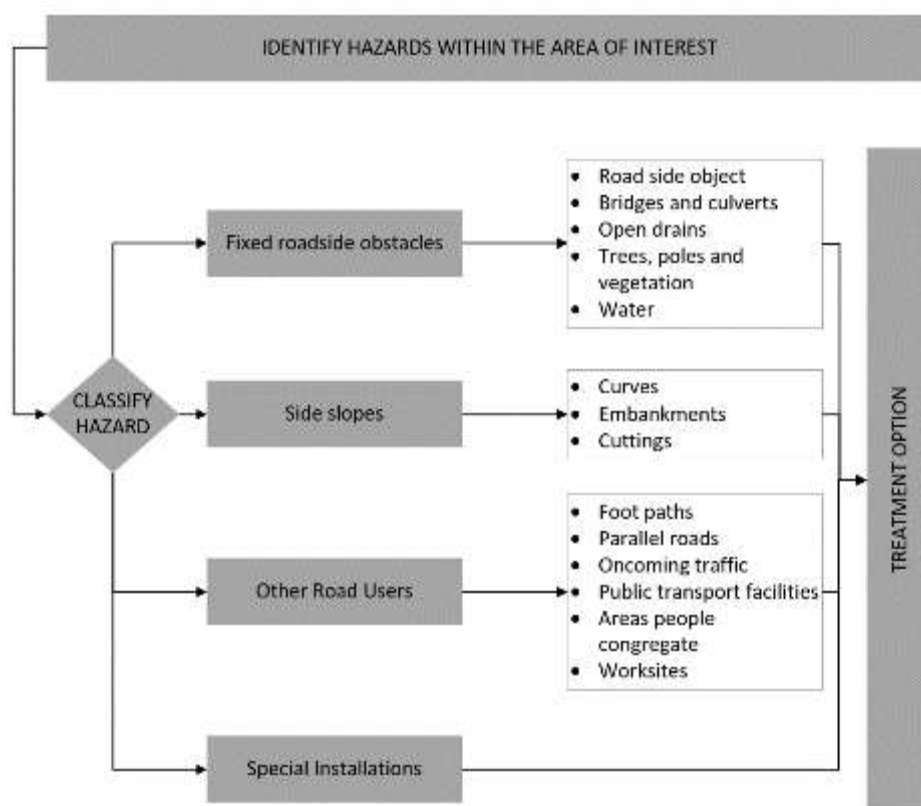 IDENTIFY HAZARDS WITHIN THE AREA OF INTEREST
CLASSIFY
HAZARD
Fixed roadside obstacles
• Road side object
• Bridges and culverts
• Open drains
• Trees, poles and
vegetation
• Water
Side slopes
• Curves
• Embankments
• Cuttings
Other Road Users
• Foot paths
• Parallel roads
• Oncoming traffic
• Public transport facilities
• Areas people
congregate
• Worksites
Special Installations
TREATMENT OPTION